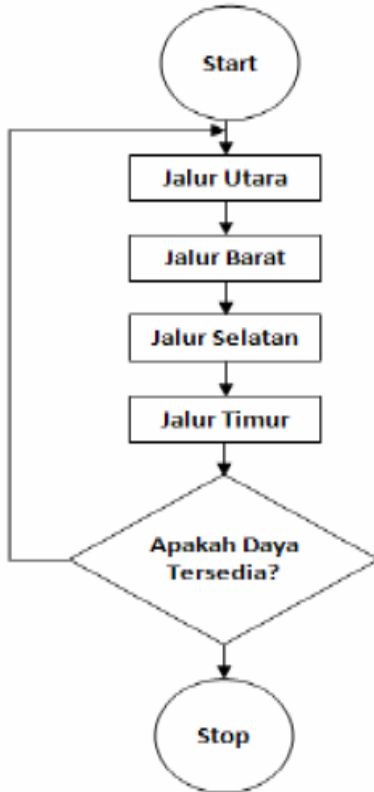 Start
Jalur Utara
Jalur Barat
Jalur Selatan
Jalur Timur
Apakah Daya
Tersedia?
Stop